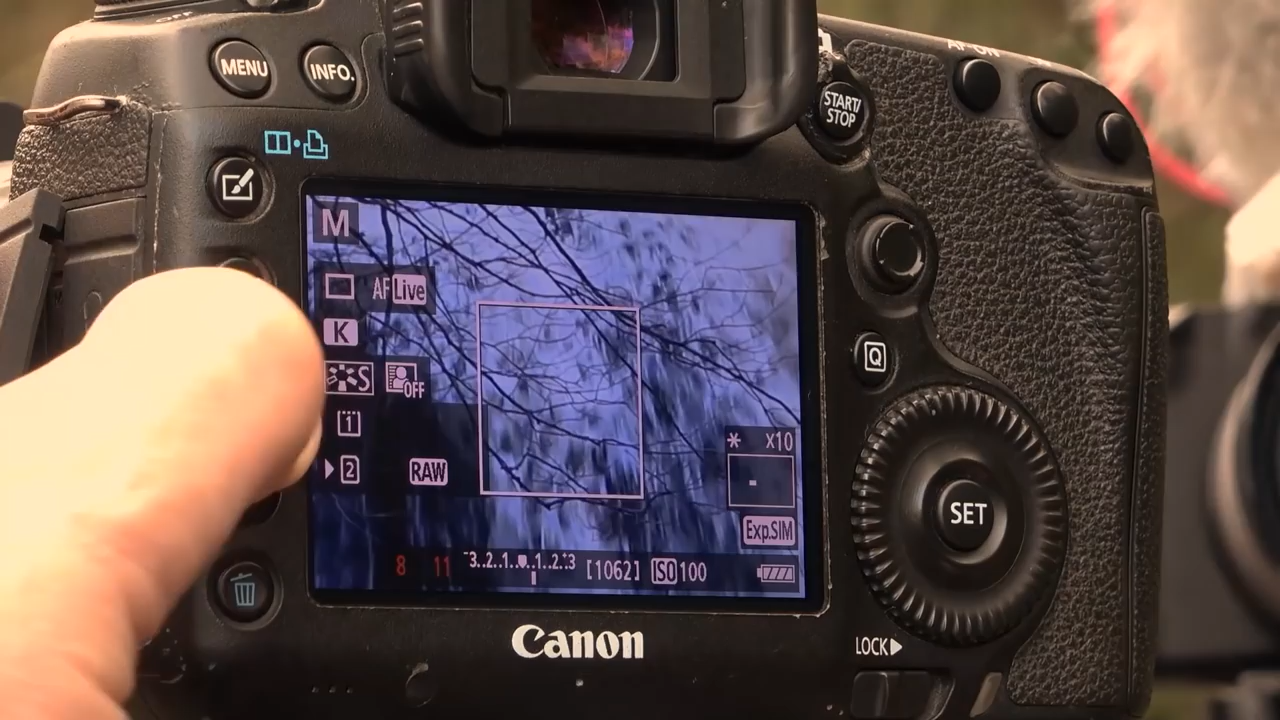 OFF
MENU
INFO.
AF-ON
START/
STOP
M
AF Live
K
S
OFF
1
2 RAW
Q
* X10
SET
Exp.SIM
8 11 -3..2..1..▾..1..2..+3 [1062] ISO 100
Canon
LOCK▶